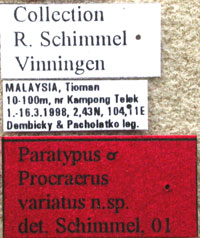 Collection
R. Schimmel •
Vinningen
MALAYSIA, Tioman
10-100m, nr Kampong Telek
1.-16.3.1998, 2,43N, 104,11E
Dembicky & Pacholatko leg.
Paratypus ♂
Procraerus
variatus n.sp.
det. Schimmel, 01